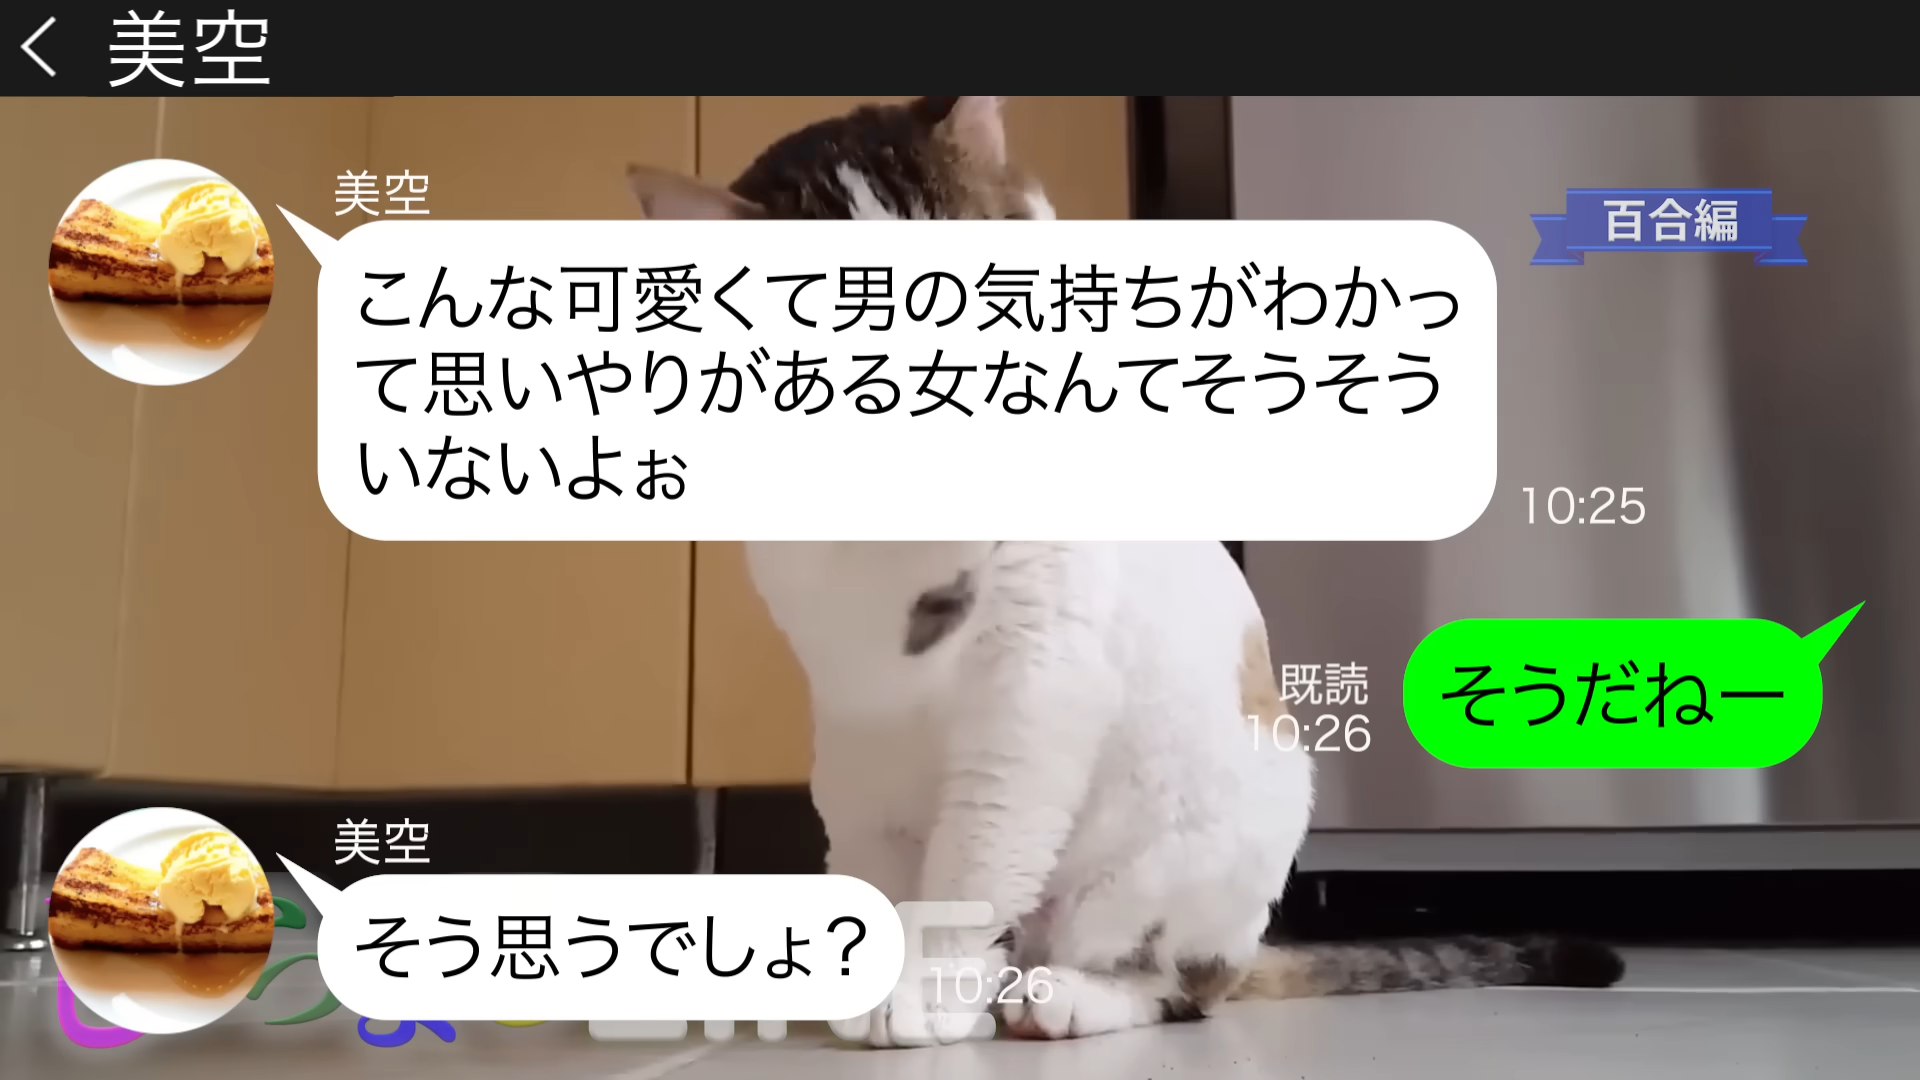 美空
美空
百合編
こんな可愛くて男の気持ちがわかっ
て思いやりがある女なんてそうそう
いないよぉ
10:25
そうだねー
既読
10:26
美空
そう思うでしょ？
10:26